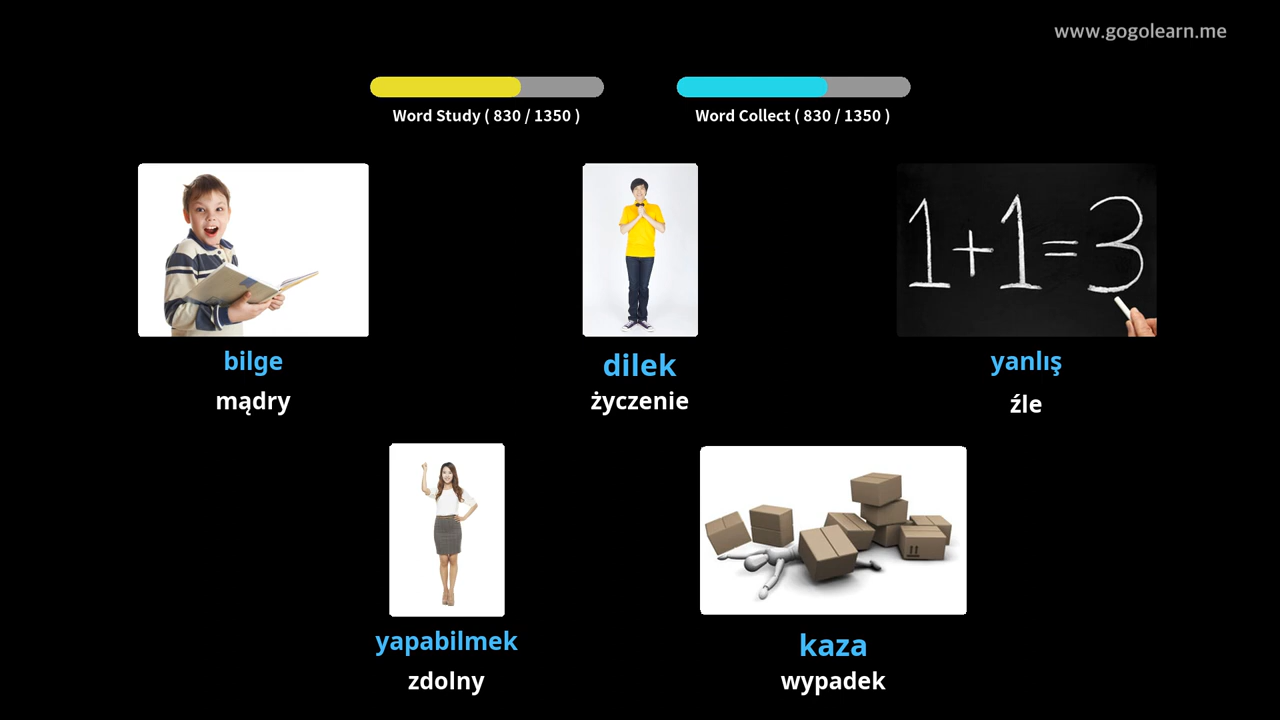 www.gogolearn.me
Word Study ( 830 / 1350 )
Word Collect ( 830 / 1350 )
1+1=3
bilge
mądry
dilek
życzenie
yanlış
źle
yapabilmek
zdolny
kaza
wypadek